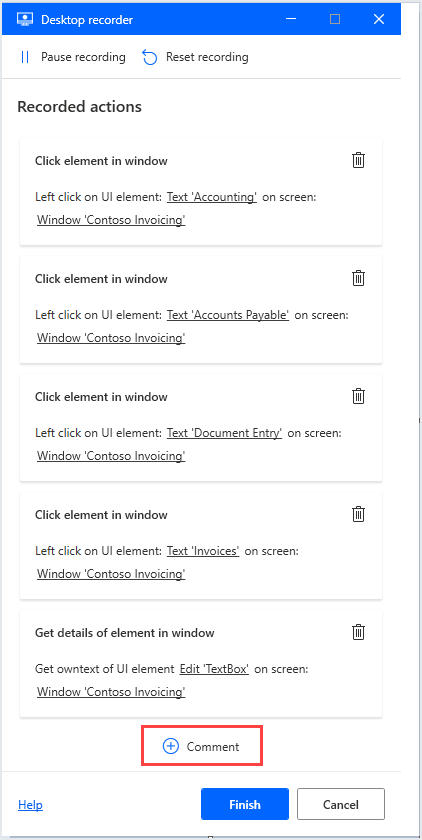 Desktop recorder
Pause recording Reset recording
Recorded actions
Click element in window
Left click on UI element: Text 'Accounting' on screen:
Window 'Contoso Invoicing'
Click element in window
Left click on UI element: Text 'Accounts Payable' on screen:
Window 'Contoso Invoicing'
Click element in window
Left click on UI element: Text 'Document Entry' on screen:
Window 'Contoso Invoicing'
Click element in window
Left click on UI element: Text 'Invoices' on screen:
Window 'Contoso Invoicing'
Get details of element in window
Get owntext of UI element Edit 'TextBox' on screen:
Window 'Contoso Invoicing'
Comment
Help Finish Cancel